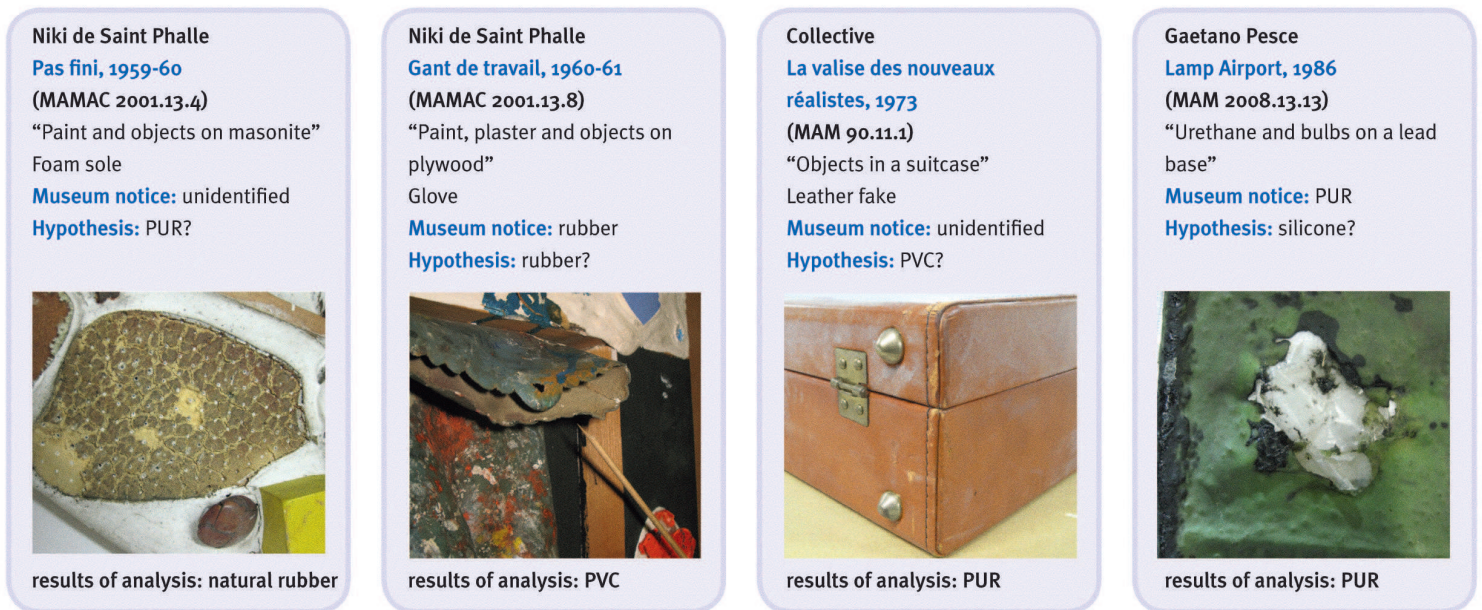 Niki de Saint Phalle
Pas fini, 1959-60
(MAMAC 2001.13.4)
“Paint and objects on masonite”
Foam sole
Museum notice: unidentified
Hypothesis: PUR?
results of analysis: natural rubber
Niki de Saint Phalle
Gant de travail, 1960-61
(MAMAC 2001.13.8)
“Paint, plaster and objects on
plywood”
Glove
Museum notice: rubber
Hypothesis: rubber?
results of analysis: PVC
Collective
La valise des nouveaux
réalistes, 1973
(MAM 90.11.1)
“Objects in a suitcase”
Leather fake
Museum notice: unidentified
Hypothesis: PVC?
results of analysis: PUR
Gaetano Pesce
Lamp Airport, 1986
(MAM 2008.13.13)
“Urethane and bulbs on a lead
base”
Museum notice: PUR
Hypothesis: silicone?
results of analysis: PUR